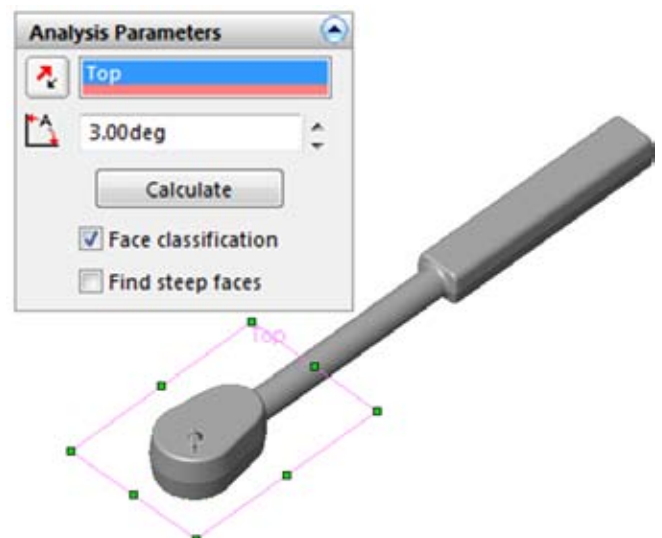 Analysis Parameters
Top
A
3.00deg
Calculate
Face classification
Find steep faces
Top